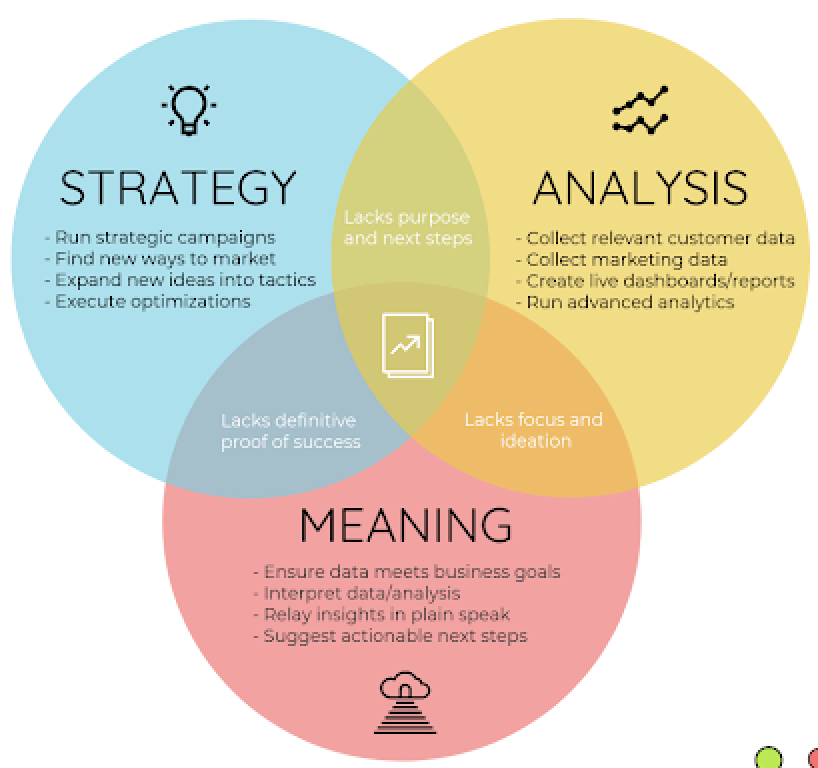 STRATEGY
- Run strategic campaigns
- Find new ways to market
- Expand new ideas into tactics
- Execute optimizations
ANALYSIS
- Collect relevant customer data
- Collect marketing data
- Create live dashboards/reports
- Run advanced analytics
Lacks purpose
and next steps
Lacks definitive
proof of success
Lacks focus and
ideation
MEANING
- Ensure data meets business goals
- Interpret data/analysis
- Relay insights in plain speak
- Suggest actionable next steps